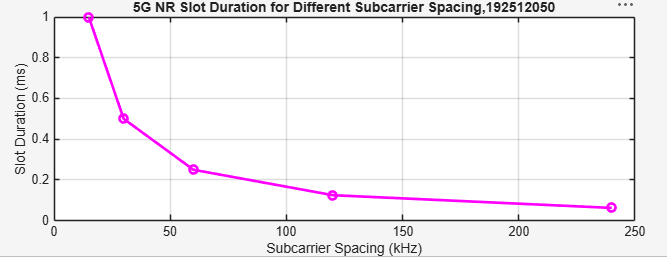 5G NR Slot Duration for Different Subcarrier Spacing,192512050
1
0.8
0.6
0.4
0.2
0
Slot Duration (ms)
0 50 100 150 200 250
Subcarrier Spacing (kHz)